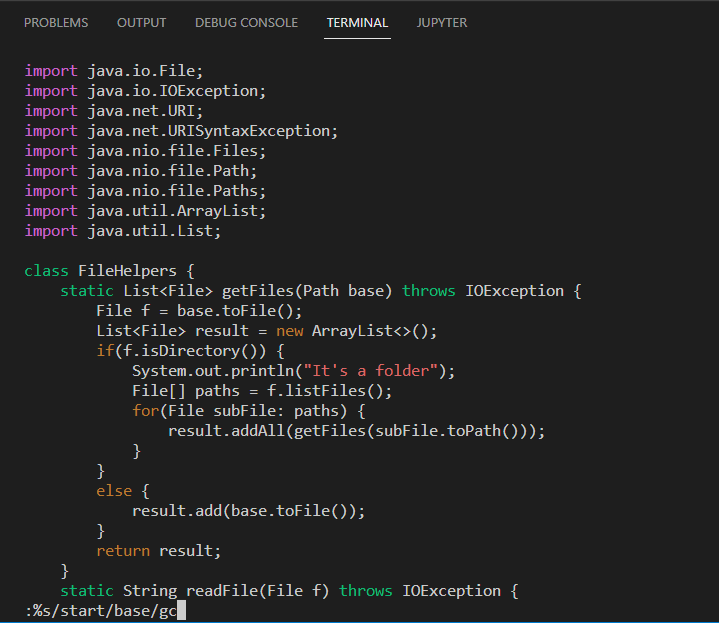 PROBLEMS OUTPUT DEBUG CONSOLE TERMINAL JUPYTER
import java.io.File;
import java.io.IOException;
import java.net.URI;
import java.net.URISyntaxException;
import java.nio.file.Files;
import java.nio.file.Path;
import java.nio.file.Paths;
import java.util.ArrayList;
import java.util.List;
class FileHelpers {
    static List<File> getFiles(Path base) throws IOException {
        File f = base.toFile();
        List<File> result = new ArrayList<>();
        if(f.isDirectory()) {
            System.out.println("It's a folder");
            File[] paths = f.listFiles();
            for(File subFile: paths) {
                result.addAll(getFiles(subFile.toPath()));
            }
        }
        else {
            result.add(base.toFile());
        }
        return result;
    }
    static String readFile(File f) throws IOException {
:%s/start/base/gc